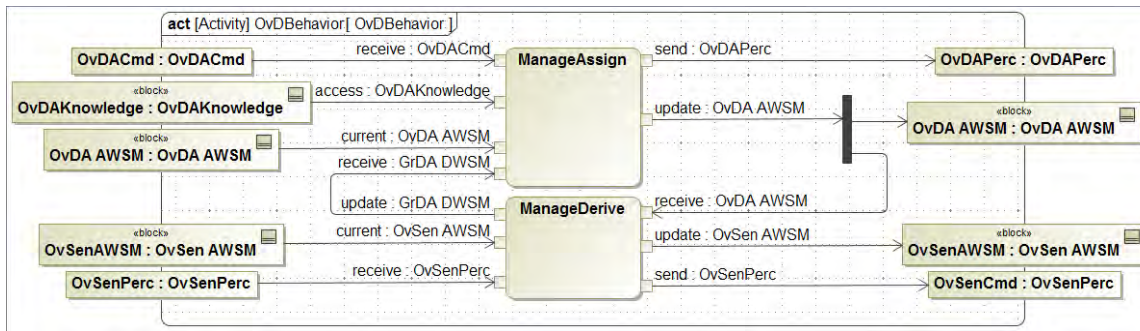 act [Activity] OvDBehavior[ OvDBehavior ]
OvDACmd : OvDACmd
receive : OvDACmd
ManageAssign
send : OvDAPerc
OvDAPerc : OvDAPerc
«block»
OvDAKnowledge : OvDAKnowledge
access : OvDAKnowledge
update : OvDA AWSM
«block»
OvDA AWSM : OvDA AWSM
«block»
OvDA AWSM : OvDA AWSM
current : OvDA AWSM
receive : GrDA DWSM
update : GrDA DWSM
ManageDerive
receive : OvDA AWSM
«block»
OvSenAWSM : OvSen AWSM
current : OvSen AWSM
update : OvSen AWSM
«block»
OvSenAWSM : OvSen AWSM
OvSenPerc : OvSenPerc
receive : OvSenPerc
send : OvSenPerc
OvSenCmd : OvSenPerc